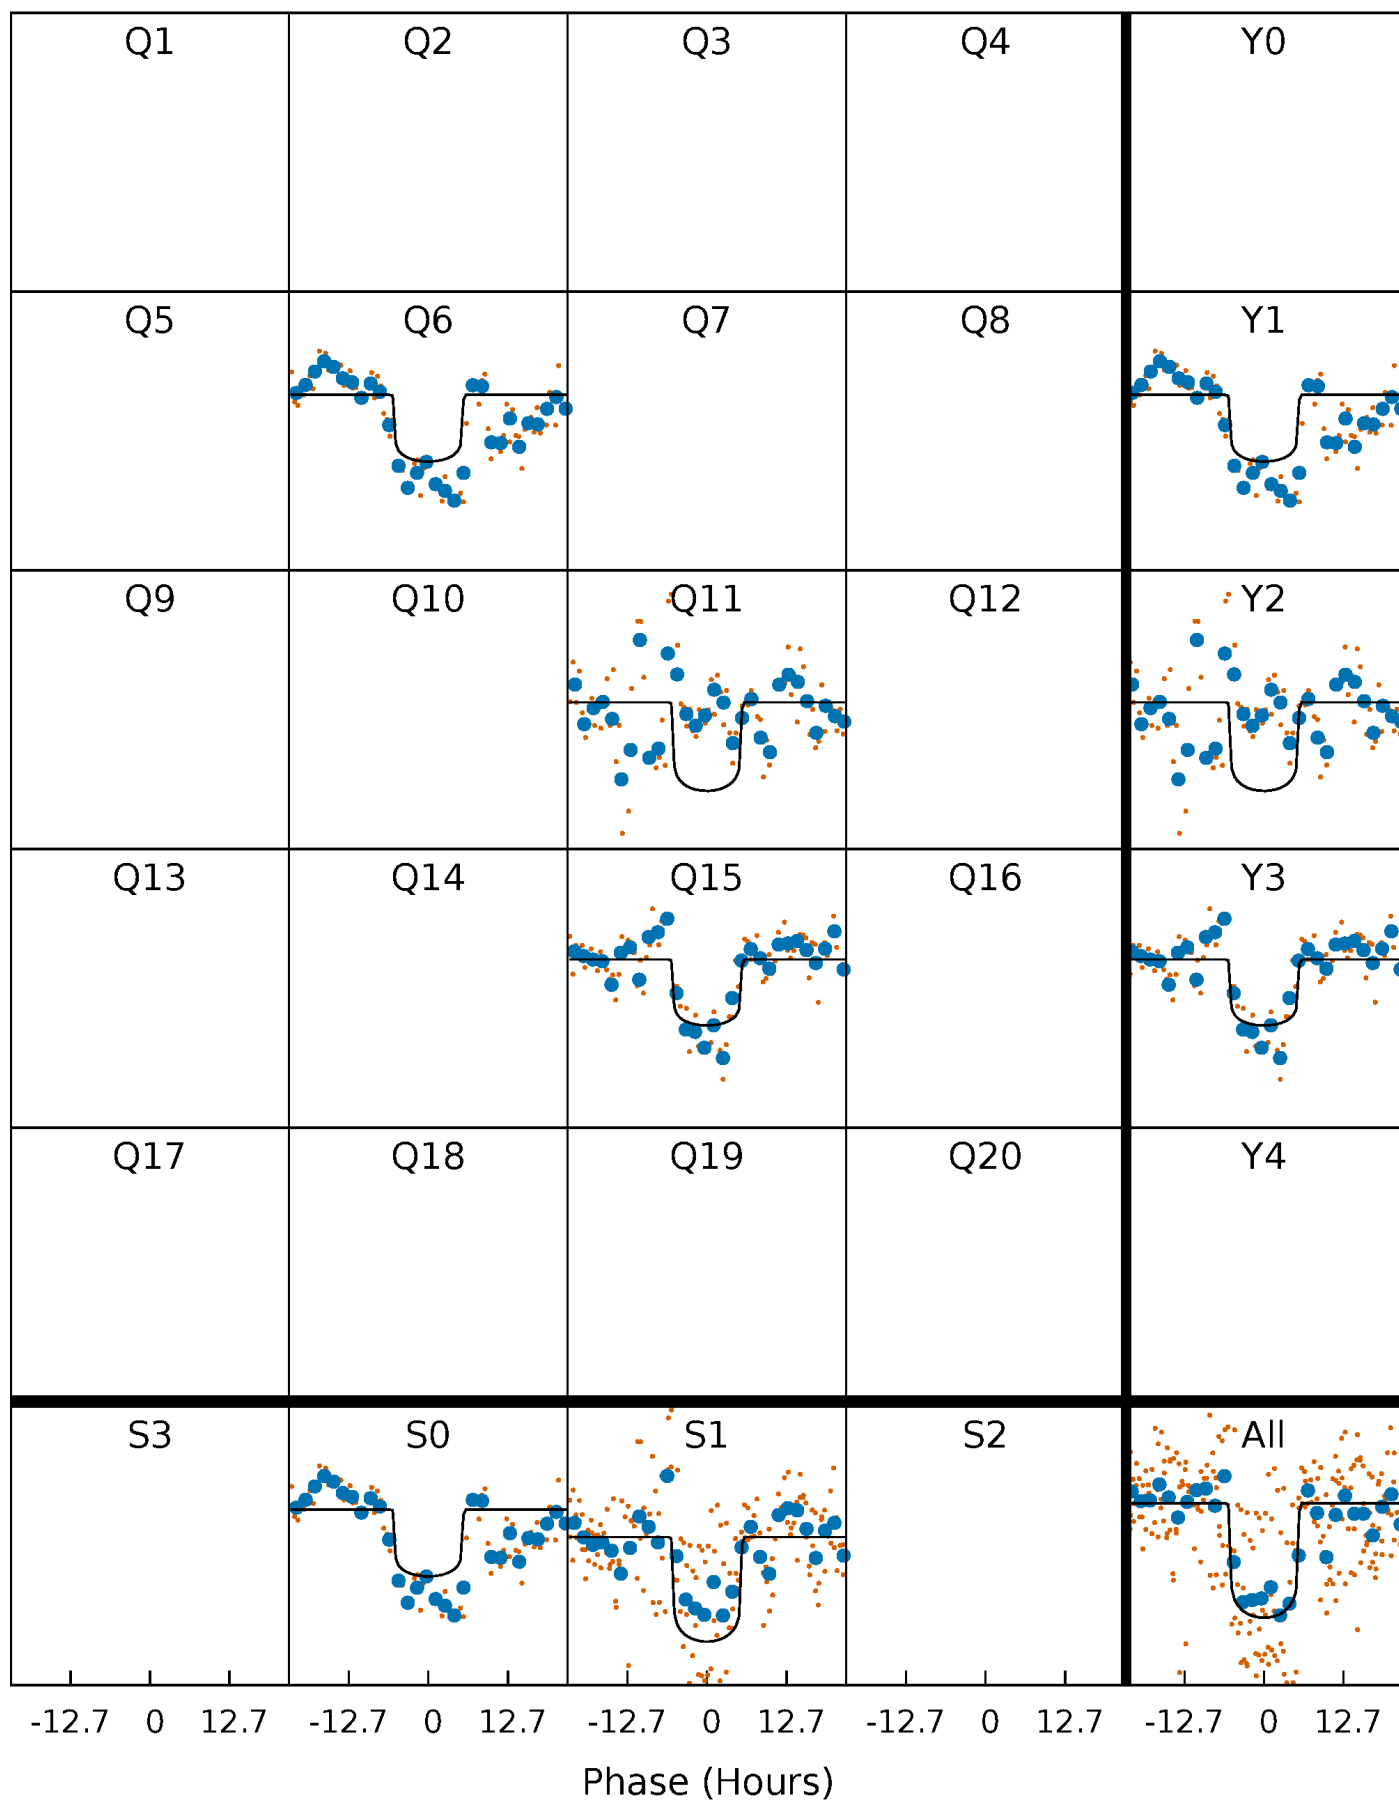 Q1 Q2 Q3 Q4 Y0
Q5 Q6 Q7 Q8 Y1
Q9 Q10 Q11 Q12 Y2
Q13 Q14 Q15 Q16 Y3
Q17 Q18 Q19 Q20 Y4
S3 S0 S1 S2 All
-12.7 0 12.7 -12.7 0 12.7 -12.7 0 12.7 -12.7 0 12.7 -12.7 0 12.7
Phase (Hours)